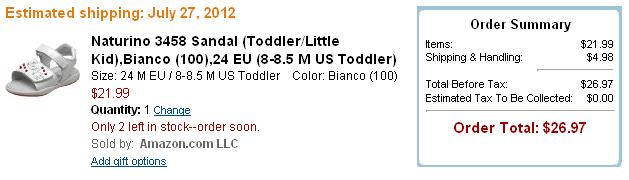 Estimated shipping: July 27, 2012
Naturino 3458 Sandal (Toddler/Little
Kid),Bianco (100),24 EU (8-8.5 M US Toddler)
Size: 24 M EU / 8-8.5 M US Toddler Color: Bianco (100)
$21.99
Quantity: 1 Change
Only 2 left in stock--order soon.
Sold by: Amazon.com LLC
Add gift options
Order Summary
Items: $21.99
Shipping & Handling: $4.98
Total Before Tax: $26.97
Estimated Tax To Be Collected: $0.00
Order Total: $26.97